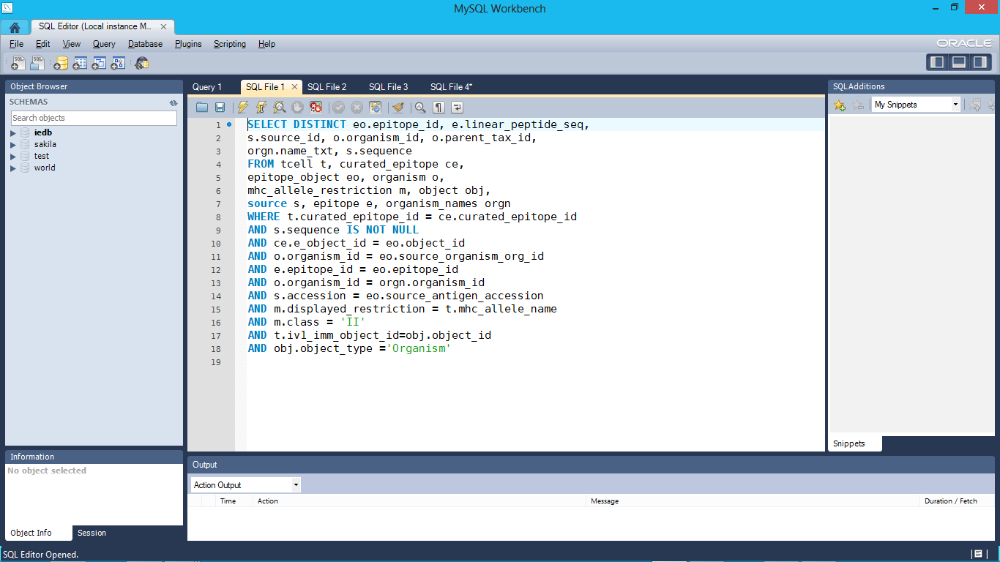 MySQL Workbench
SQL Editor (Local instance M...
File Edit View Query Database Plugins Scripting Help
ORACLE
SQL SQL
Object Browser
SCHEMAS
Search objects
iedb
sakila
test
world
Information
No object selected
Object Info Session
Query 1 SQL File 1 SQL File 2 SQL File 3 SQL File 4*
1 SELECT DISTINCT eo.epitope_id, e.linear_peptide_seq,
2 s.source_id, o.organism_id, o.parent_tax_id,
3 orgn.name_txt, s.sequence
4 FROM tcell t, curated_epitope ce,
5 epitope_object eo, organism o,
6 mhc_allele_restriction m, object obj,
7 source s, epitope e, organism_names orgn
8 WHERE t.curated_epitope_id = ce.curated_epitope_id
9 AND s.sequence IS NOT NULL
10 AND ce.e_object_id = eo.object_id
11 AND o.organism_id = eo.source_organism_org_id
12 AND e.epitope_id = eo.epitope_id
13 AND o.organism_id = orgn.organism_id
14 AND s.accession = eo.source_antigen_accession
15 AND m.displayed_restriction = t.mhc_allele_name
16 AND m.class = 'II'
17 AND t.iv1_imm_object_id=obj.object_id
18 AND obj.object_type ='Organism'
19
SQLAdditions
My Snippets
Snippets
Output
Action Output
Time Action Message Duration / Fetch
SQL Editor Opened.